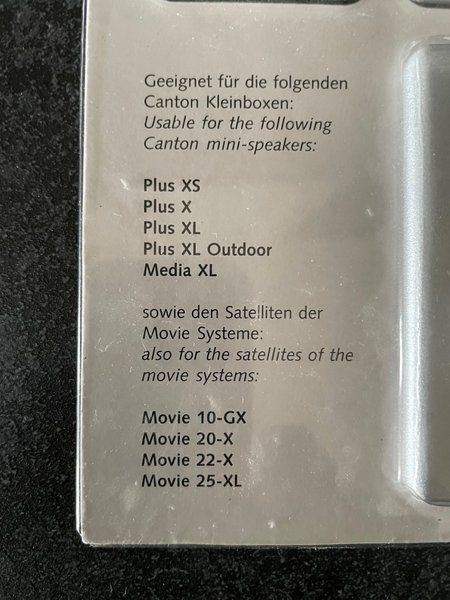 Geeignet für die folgenden
Canton Kleinboxen:
Usable for the following
Canton mini-speakers:
Plus XS
Plus X
Plus XL
Plus XL Outdoor
Media XL
sowie den Satelliten der
Movie Systeme:
also for the satellites of the
movie systems:
Movie 10-GX
Movie 20-X
Movie 22-X
Movie 25-XL